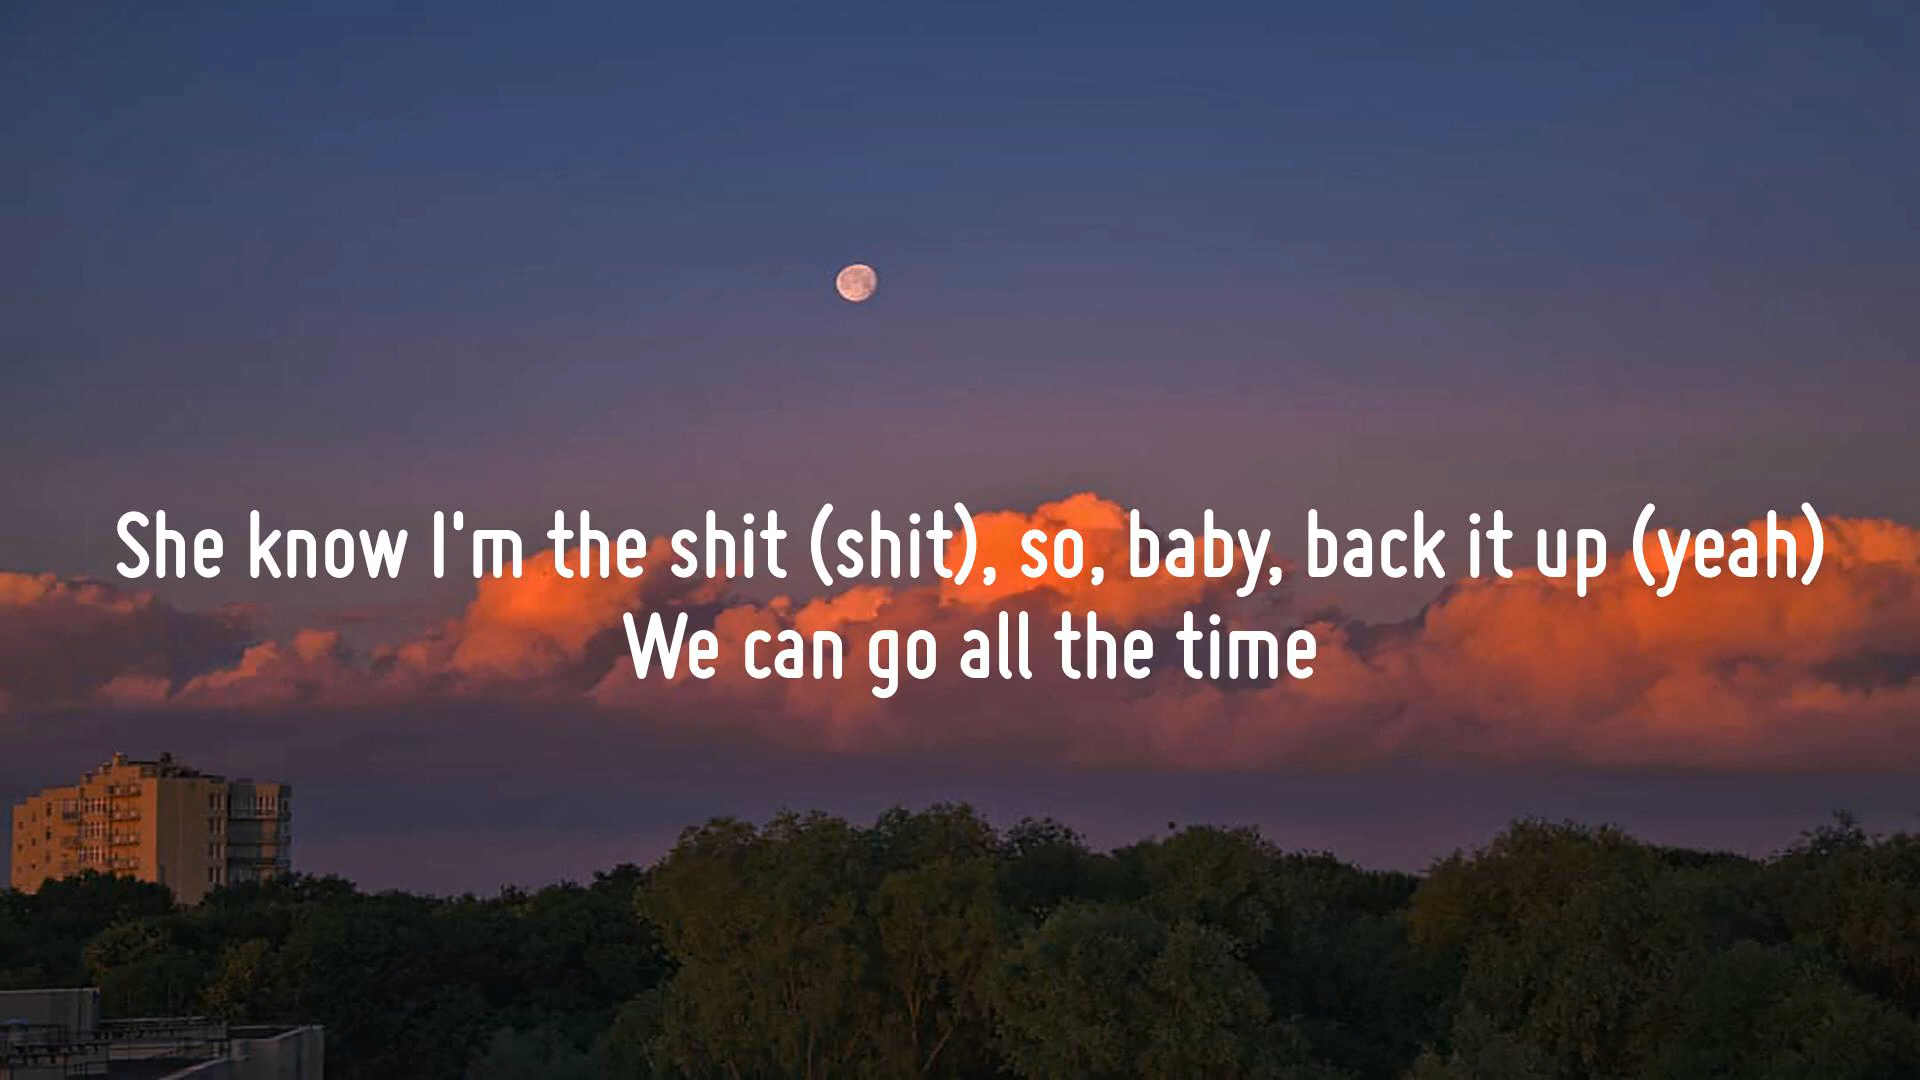 She know I'm the shit (shit), so, baby, back it up (yeah)
We can go all the time